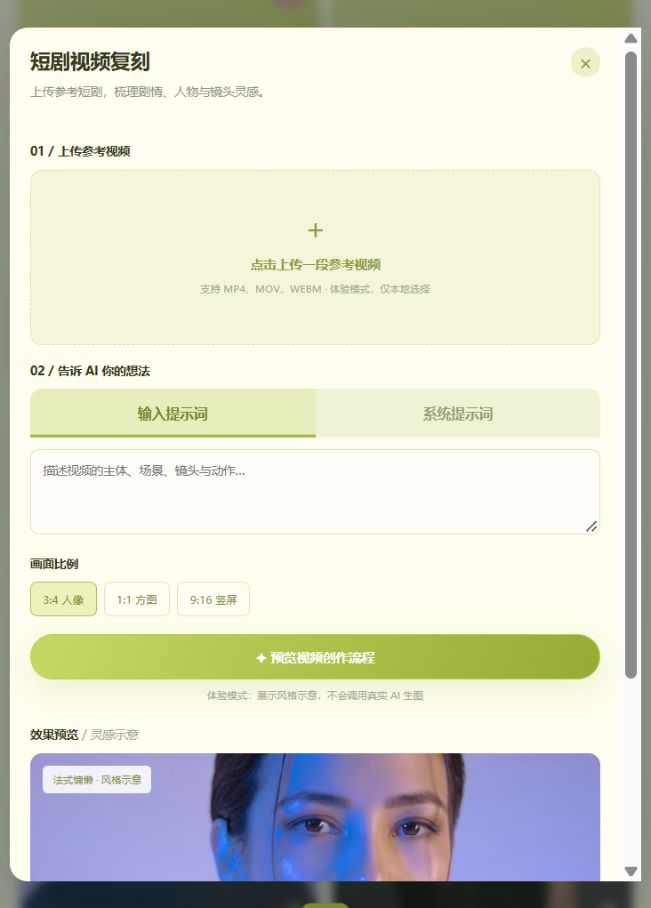 短剧视频复刻
上传参考短剧，梳理剧情、人物与镜头灵感。
01 / 上传参考视频
点击上传一段参考视频
支持 MP4、MOV、WEBM · 体验模式，仅本地选择
02 / 告诉 AI 你的想法
输入提示词
系统提示词
描述视频的主体、场景、镜头与动作...
画面比例
3:4 人像
1:1 方图
9:16 竖屏
✦ 预览视频创作流程
体验模式：展示风格示意，不会调用真实 AI 生图
效果预览 / 灵感示意
法式慵懒 · 风格示意